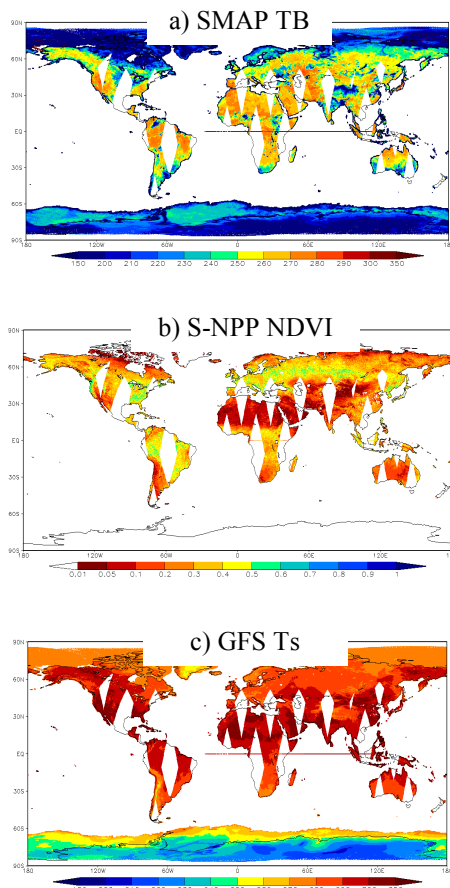 a) SMAP TB
90N
60N
30N
EQ
30S
60S
90S
180 120W 60W 0 60E 120E 180
150 200 210 220 230 240 250 260 270 280 290 300 350
b) S-NPP NDVI
90N
60N
30N
EQ
30S
60S
90S
180 120W 60W 0 60E 120E 180
0.01 0.05 0.1 0.2 0.3 0.4 0.5 0.6 0.7 0.8 0.9 1
c) GFS Ts
90N
60N
30N
EQ
30S
60S
90S
180 120W 60W 0 60E 120E 180